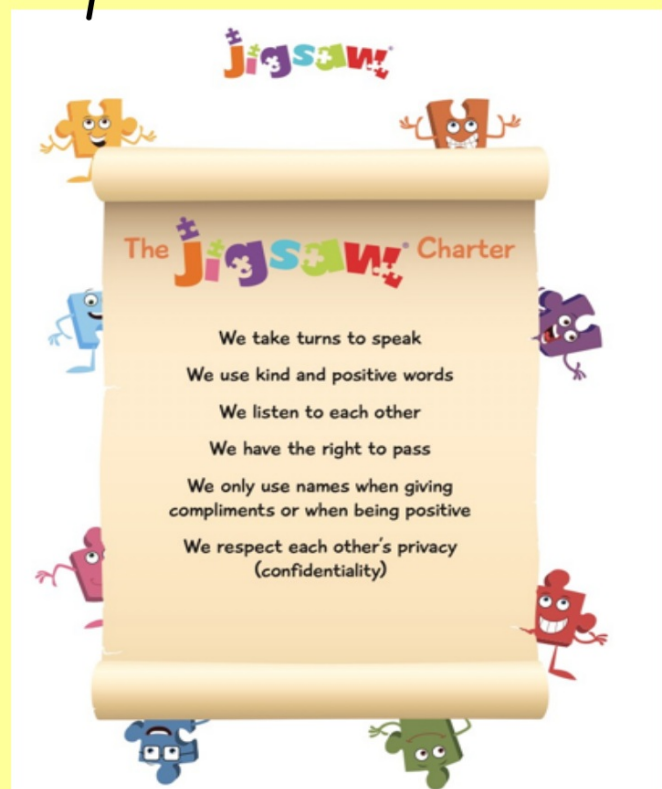 jigsaw
The jigsaw Charter
We take turns to speak
We use kind and positive words
We listen to each other
We have the right to pass
We only use names when giving
compliments or when being positive
We respect each other's privacy
(confidentiality)